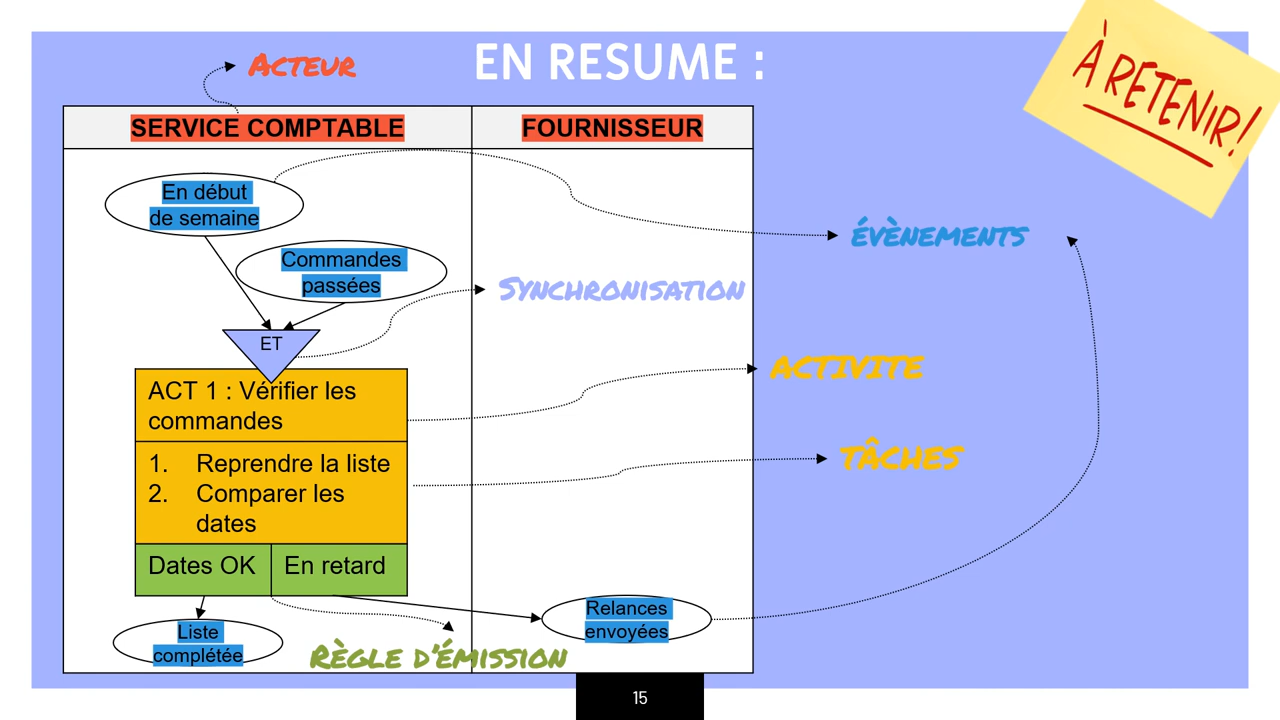 EN RESUME :
À RETENIR!
ACTEUR
SERVICE COMPTABLE
FOURNISSEUR
En début
de semaine
Commandes
passées
ÉVÈNEMENTS
SYNCHRONISATION
ET
ACTIVITE
ACT 1 : Vérifier les
commandes
TÂCHES
1. Reprendre la liste
2. Comparer les
dates
Dates OK
En retard
Relances
envoyées
Liste
complétée
RÈGLE D'ÉMISSION
15